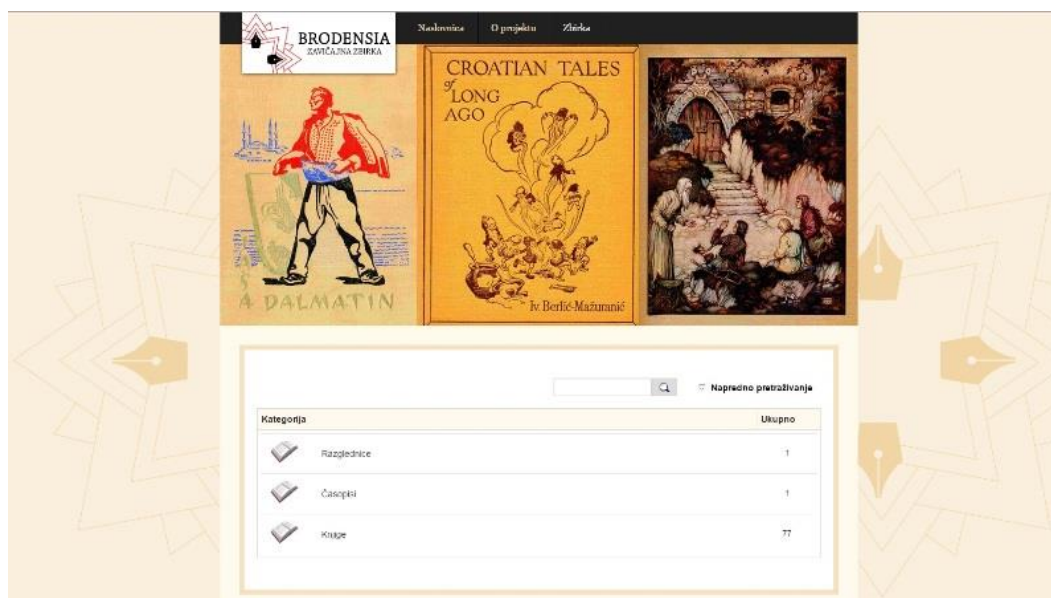 BRODENSIA
ZAVIČAJNA ZBIRKA
Naslovnica O projektu Zbirka
CROATIAN TALES
of LONG
AGO
Iv. Berlić-Mažuranić
A DALMATIN
Napredno pretraživanje
Kategorija Ukupno
Razglednice 1
Časopisi 1
Knjige 77